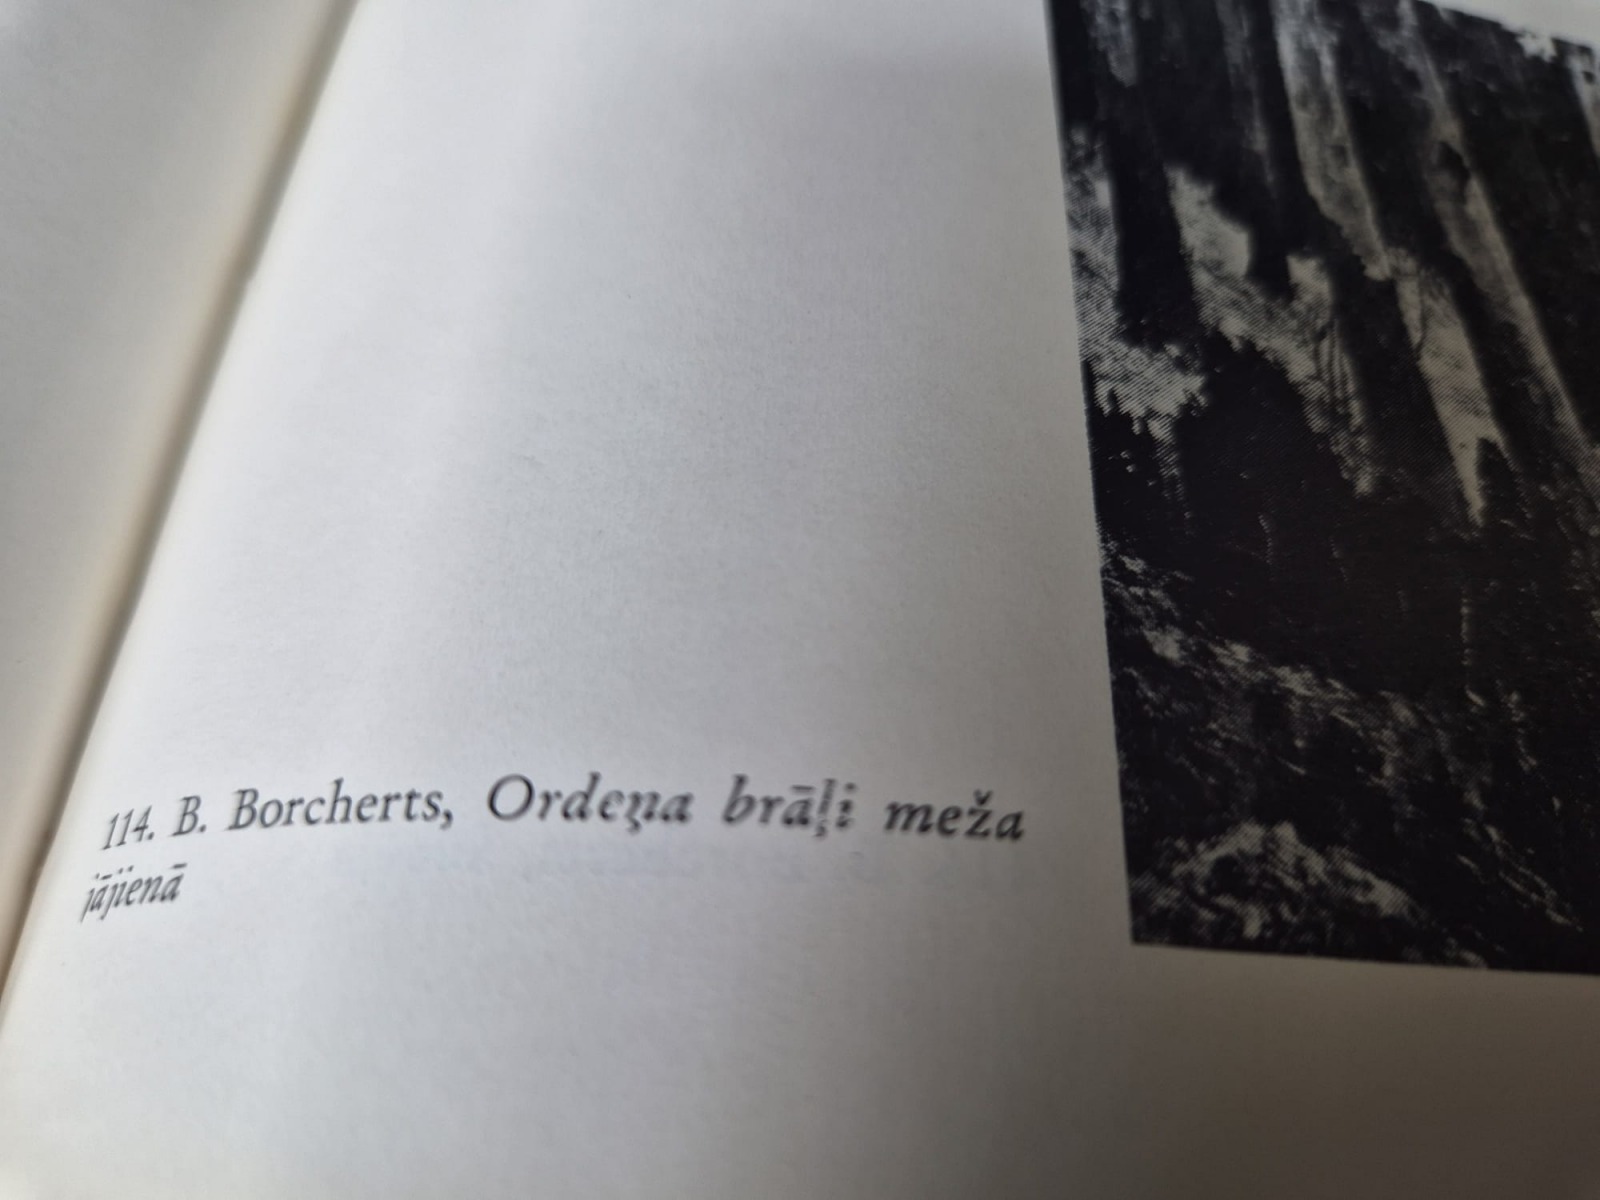 114. B. Borcherts, Ordeņa brāļi meža
jājienā